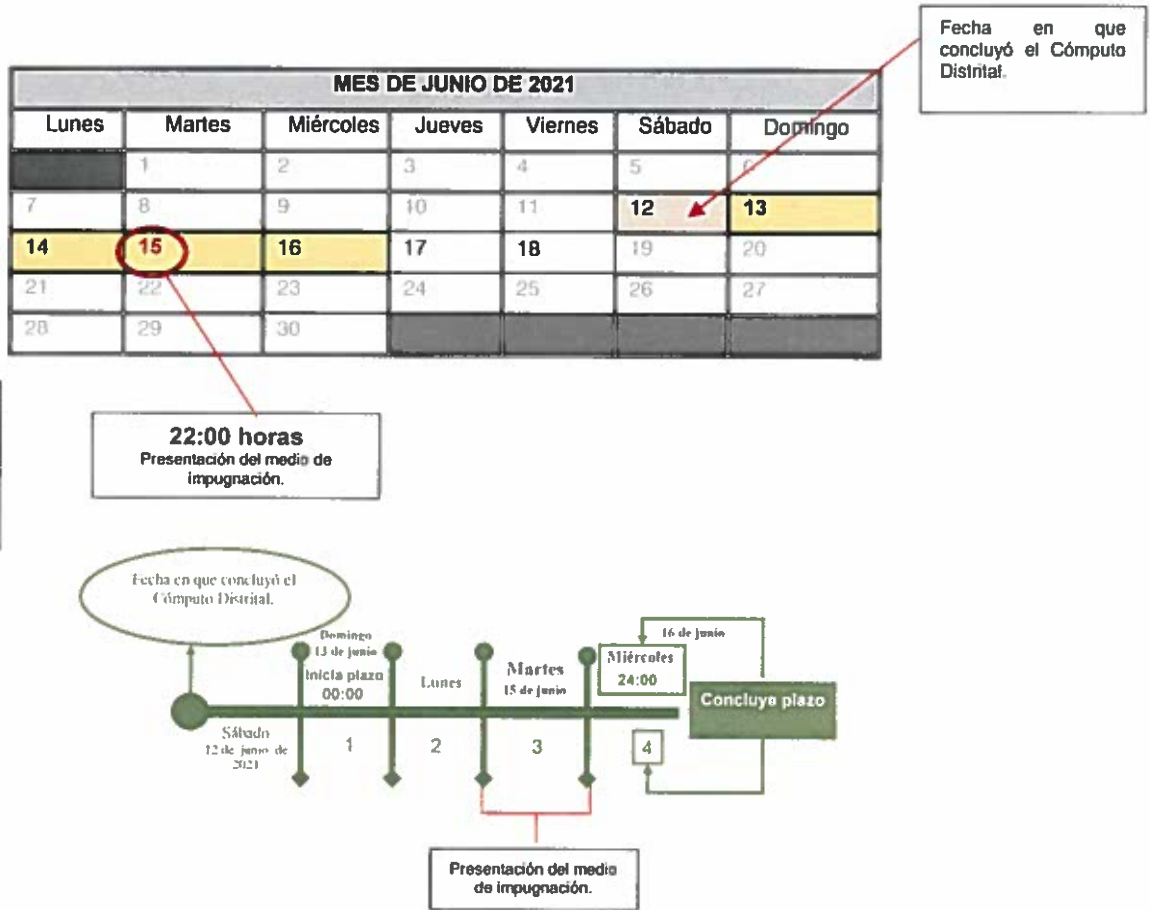 Fecha en que
concluyó el Cómputo
Distrital.
MES DE JUNIO DE 2021
Lunes Martes Miércoles Jueves Viernes Sábado Domingo
1 2 3 4 5 6
7 8 9 10 11 12 13
14 15 16 17 18 19 20
21 22 23 24 25 26 27
28 29 30
22:00 horas
Presentación del medio de
impugnación.
Fecha en que concluyó el
Cómputo Distrital.
Domingo
13 de junio
Inicia plazo
00:00
Lunes
Martes
15 de junio
Miércoles
24:00
16 de junio
Concluye plazo
Sábado
12 de junio de
2021
1 2 3 4
Presentación del medio
de impugnación.